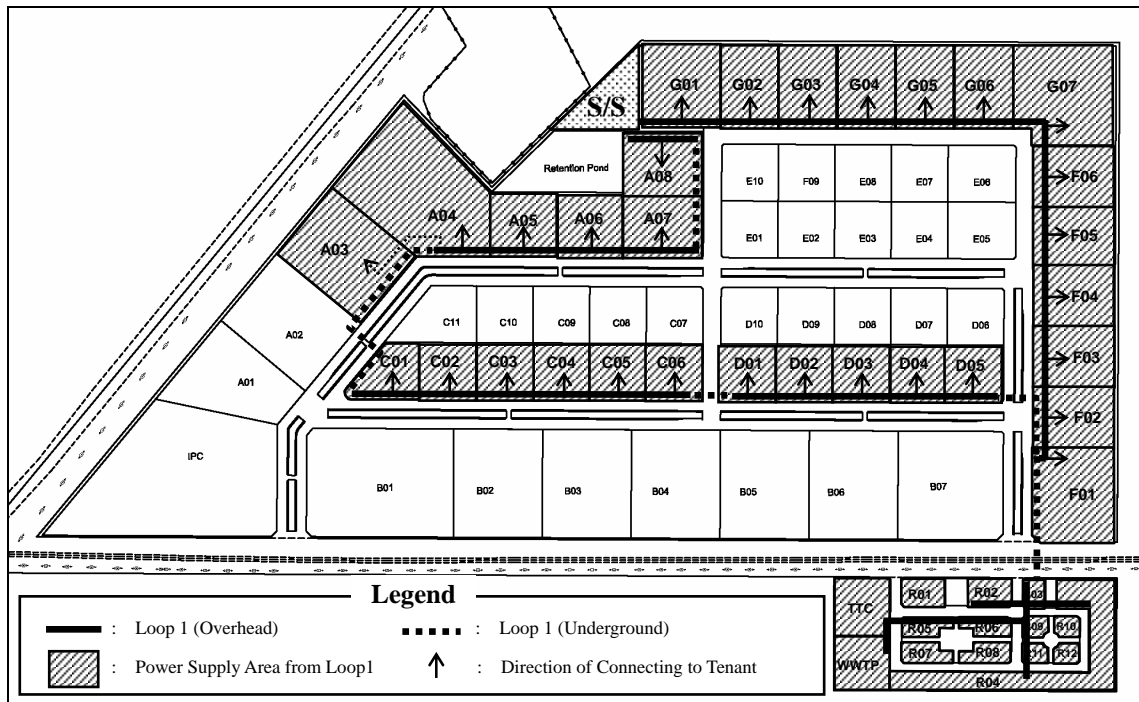 G01 G02 G03 G04 G05 G06 G07
S/S
Retention Pond
A08
E10 F09 E08 E07 E06
F06
A04 A05 A06 A07
E01 E02 E03 E04 E05
F05
A03
F04
A02
C11 C10 C09 C08 C07
D10 D09 D08 D07 D06
F03
C01 C02 C03 C04 C05 C06
D01 D02 D03 D04 D05
A01
F02
IPC
B01 B02 B03 B04 B05 B06 B07
F01
Legend
Loop 1 (Overhead)
: Loop 1 (Underground)
: Power Supply Area from Loop1
: Direction of Connecting to Tenant
TTC
R01 R02 R03
R05 R06 R09 R10
WWTP
R07 R08 R11 R12
R04